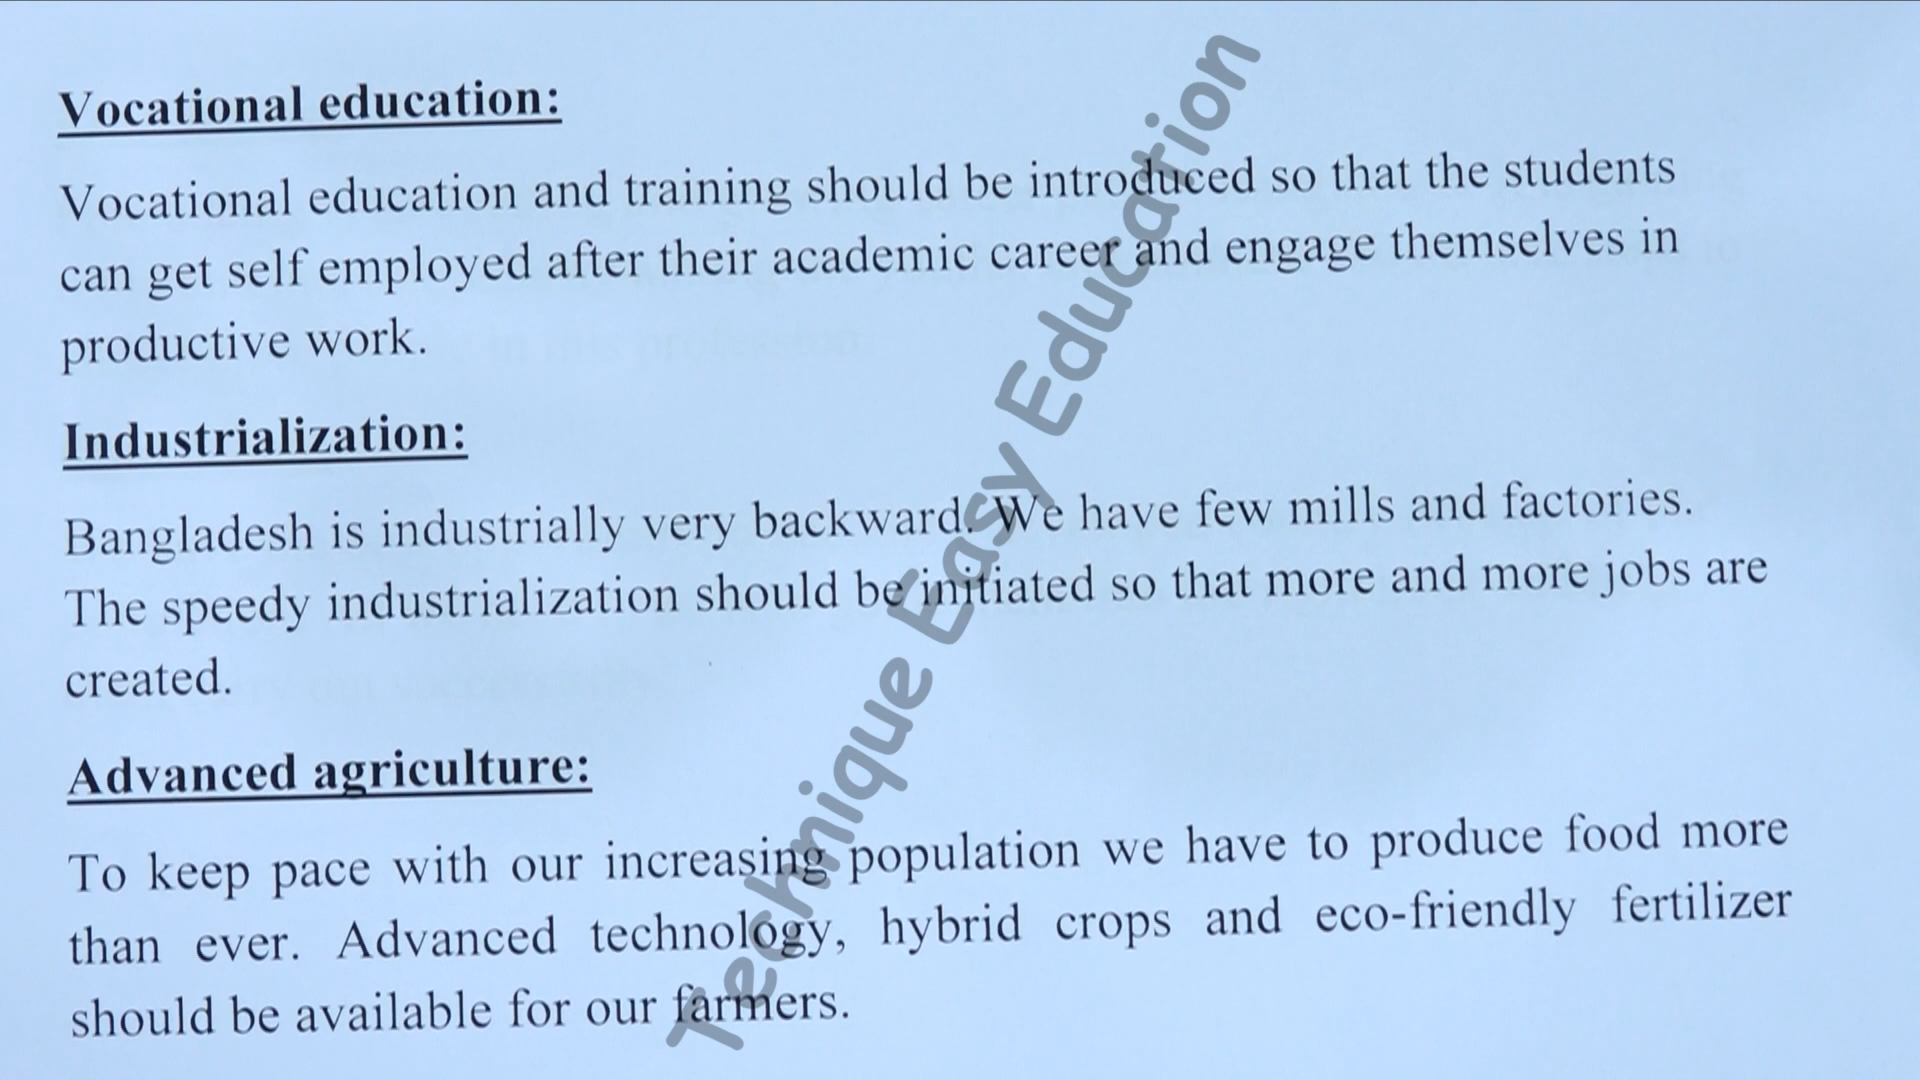 Vocational education:
Vocational education and training should be introduced so that the students
can get self employed after their academic career and engage themselves in
productive work.
Industrialization:
Bangladesh is industrially very backward. We have few mills and factories.
The speedy industrialization should be initiated so that more and more jobs are
created.
Advanced agriculture:
To keep pace with our increasing population we have to produce food more
than ever. Advanced technology, hybrid crops and eco-friendly fertilizer
should be available for our farmers.
Technique Easy Education